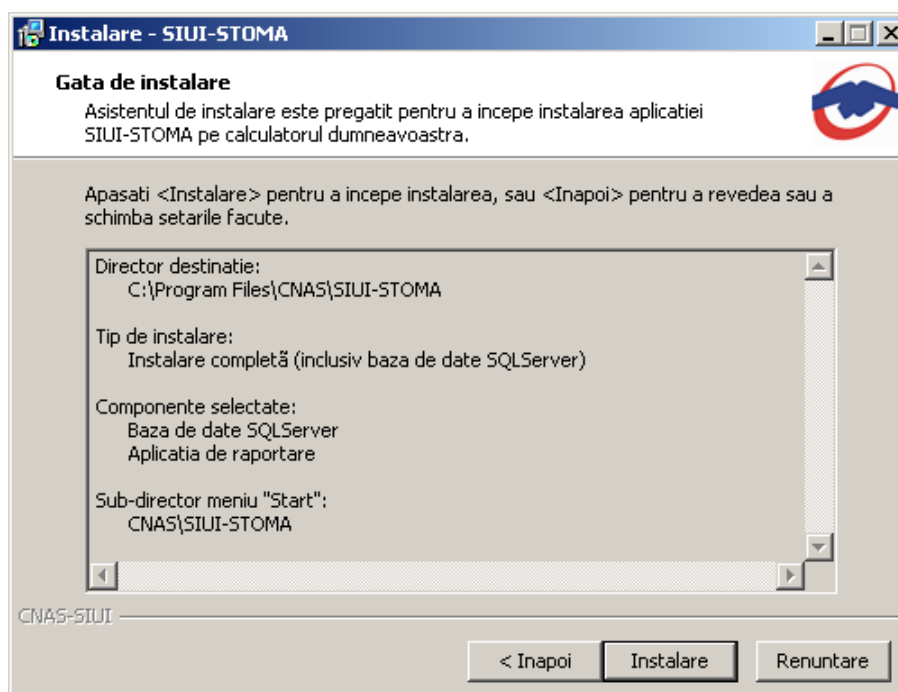 Instalare - SIUI-STOMA
Gata de instalare
Asistentul de instalare este pregatit pentru a incepe instalarea aplicatiei
SIUI-STOMA pe calculatorul dumneavoastra.
Apasati <Instalare> pentru a incepe instalarea, sau <Inapoi> pentru a revedea sau a
schimba setarile facute.
Director destinatie:
C:\Program Files\CNAS\SIUI-STOMA
Tip de instalare:
Instalare completă (inclusiv baza de date SQLServer)
Componente selectate:
Baza de date SQLServer
Aplicatia de raportare
Sub-director meniu "Start":
CNAS\SIUI-STOMA
CNAS-SIUI
< Inapoi
Instalare
Renuntare